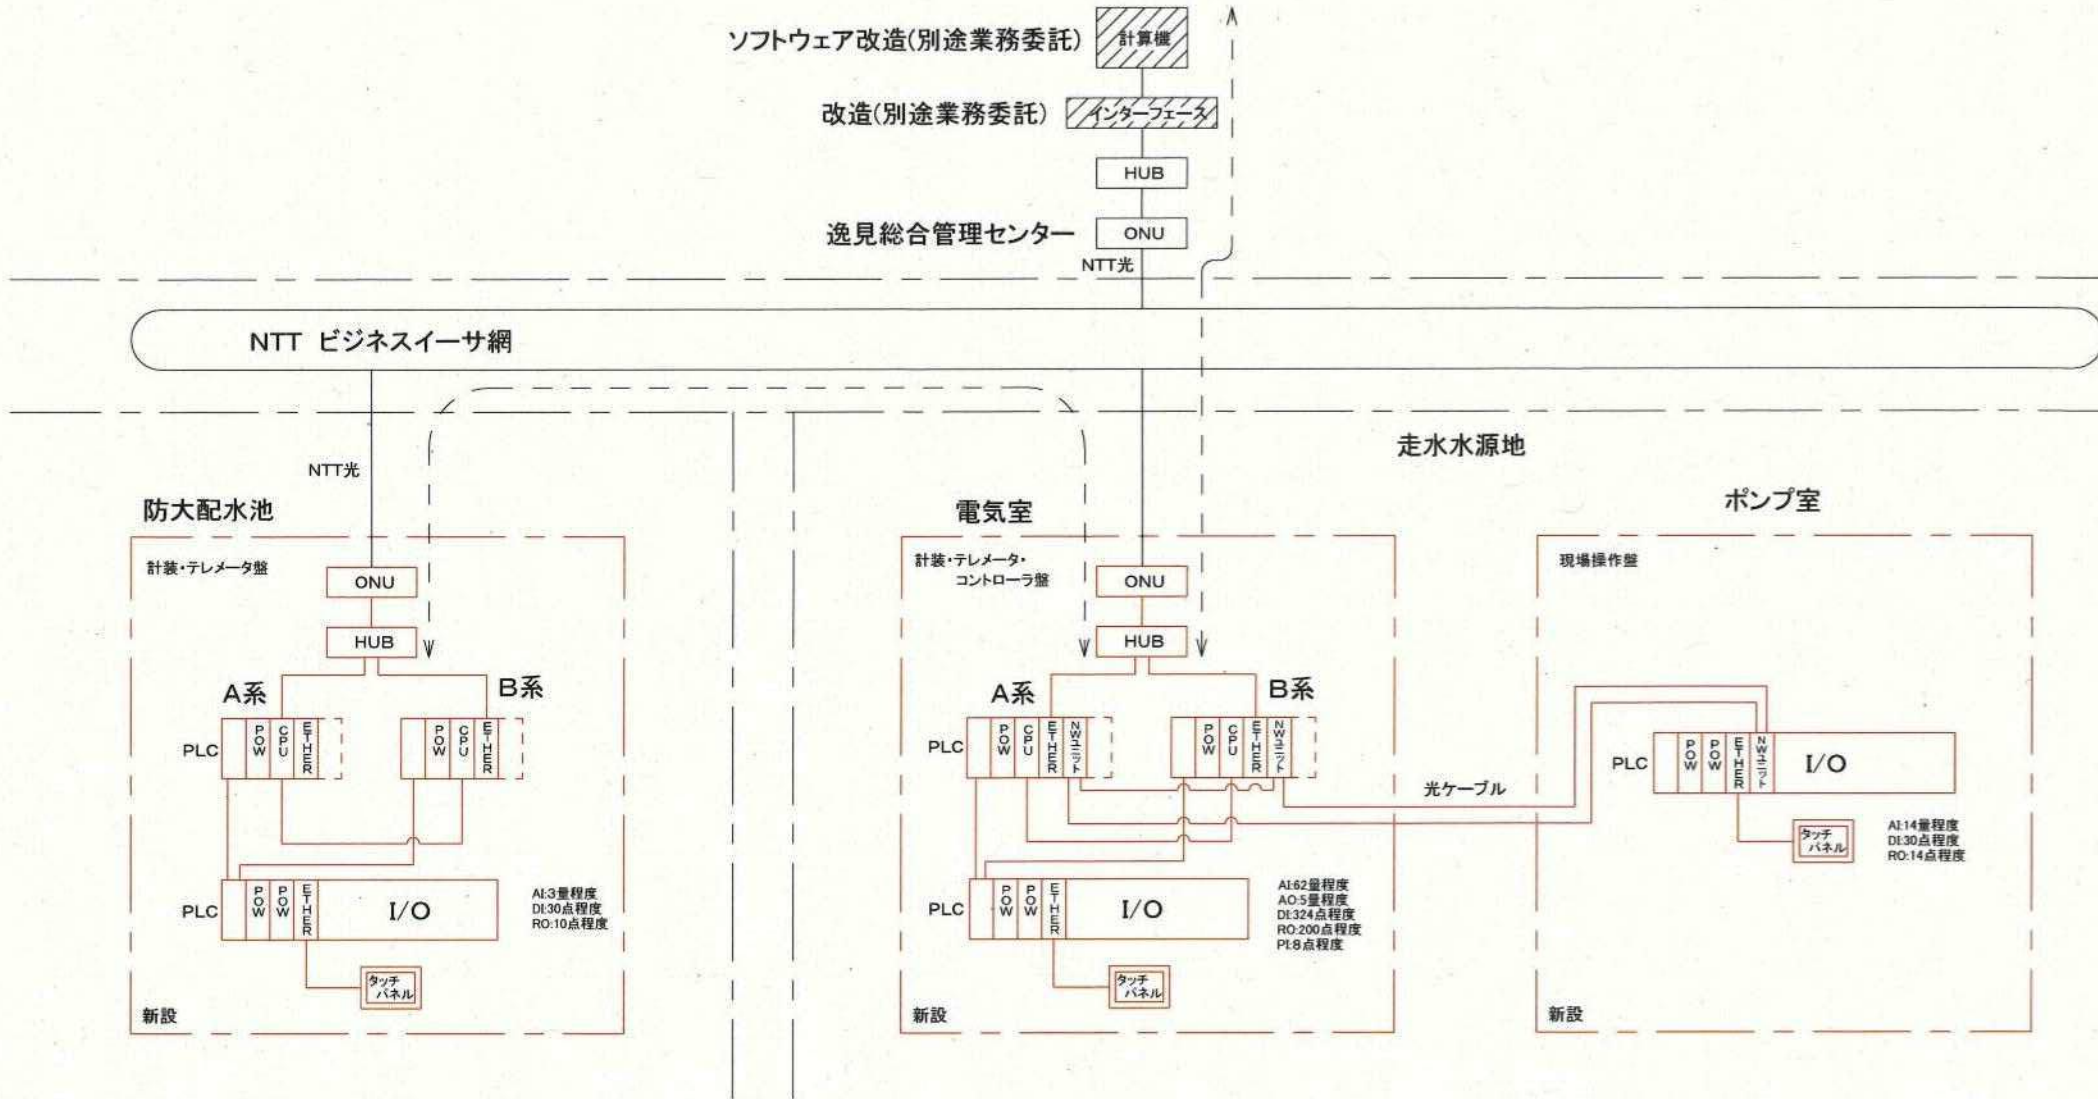 ソフトウェア改造(別途業務委託)
計算機
改造(別途業務委託)
インターフェース
HUB
逸見総合管理センター
ONU
NTT光
NTT ビジネスイーサ網
走水水源地
NTT光
防大配水池
計装・テレメータ盤
ONU
HUB
A系
B系
PLC
POW
CPU
ETHER
POW
CPU
ETHER
PLC
POW
POW
ETHER
I/O
AI:3量程度
DI:30点程度
RO:10点程度
タッチ
パネル
新設
電気室
計装・テレメータ・
コントローラ盤
ONU
HUB
A系
B系
PLC
POW
CPU
ETHER
NWユニット
POW
CPU
ETHER
NWユニット
光ケーブル
PLC
POW
POW
ETHER
I/O
AI:62量程度
AO:5量程度
DI:324点程度
RO:200点程度
PI:8点程度
タッチ
パネル
新設
ポンプ室
現場操作盤
PLC
POW
POW
ETHER
NWユニット
I/O
タッチ
パネル
AI:14量程度
DI:30点程度
RO:14点程度
新設